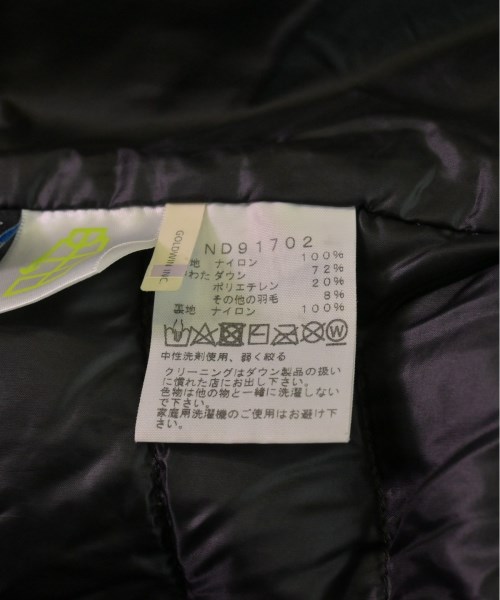 GOLDWIN INC
ND91702
地 ナイロン 100%
わた ダウン 72%
ポリエチレン 20%
その他の羽毛 8%
裏地 ナイロン 100%
中性洗剤使用、弱く絞る
クリーニングはダウン製品の扱い
に慣れた店にお出し下さい。
色物は他の物と一緒に洗濯しない
で下さい。
家庭用洗濯機のご使用はお避け下
さい。